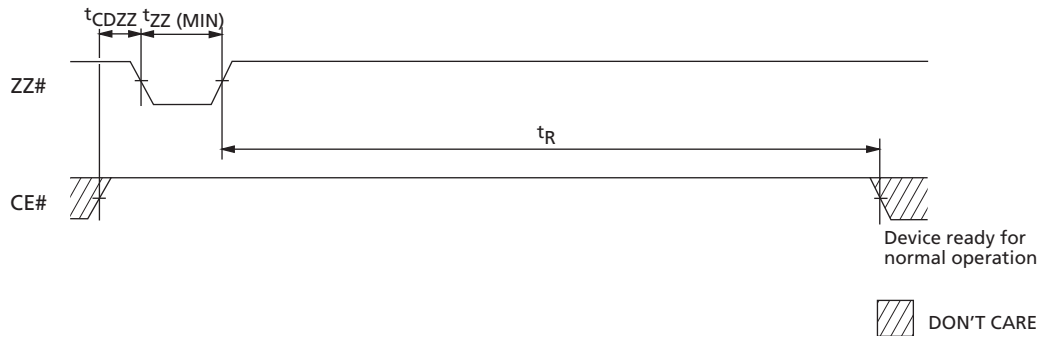 tCDZZ tZZ (MIN)
ZZ#
tR
CE#
Device ready for
normal operation
DON'T CARE